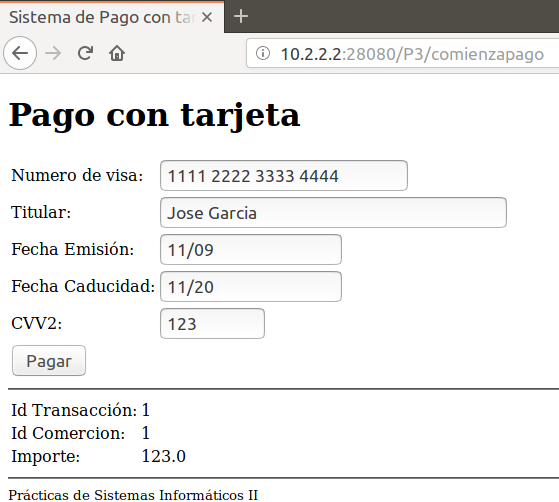 Sistema de Pago con ta
10.2.2.2:28080/P3/comienzapago
Pago con tarjeta
Numero de visa: 1111 2222 3333 4444
Titular: Jose Garcia
Fecha Emisión: 11/09
Fecha Caducidad: 11/20
CVV2: 123
Pagar
Id Transacción: 1
Id Comercion: 1
Importe: 123.0
Prácticas de Sistemas Informáticos II